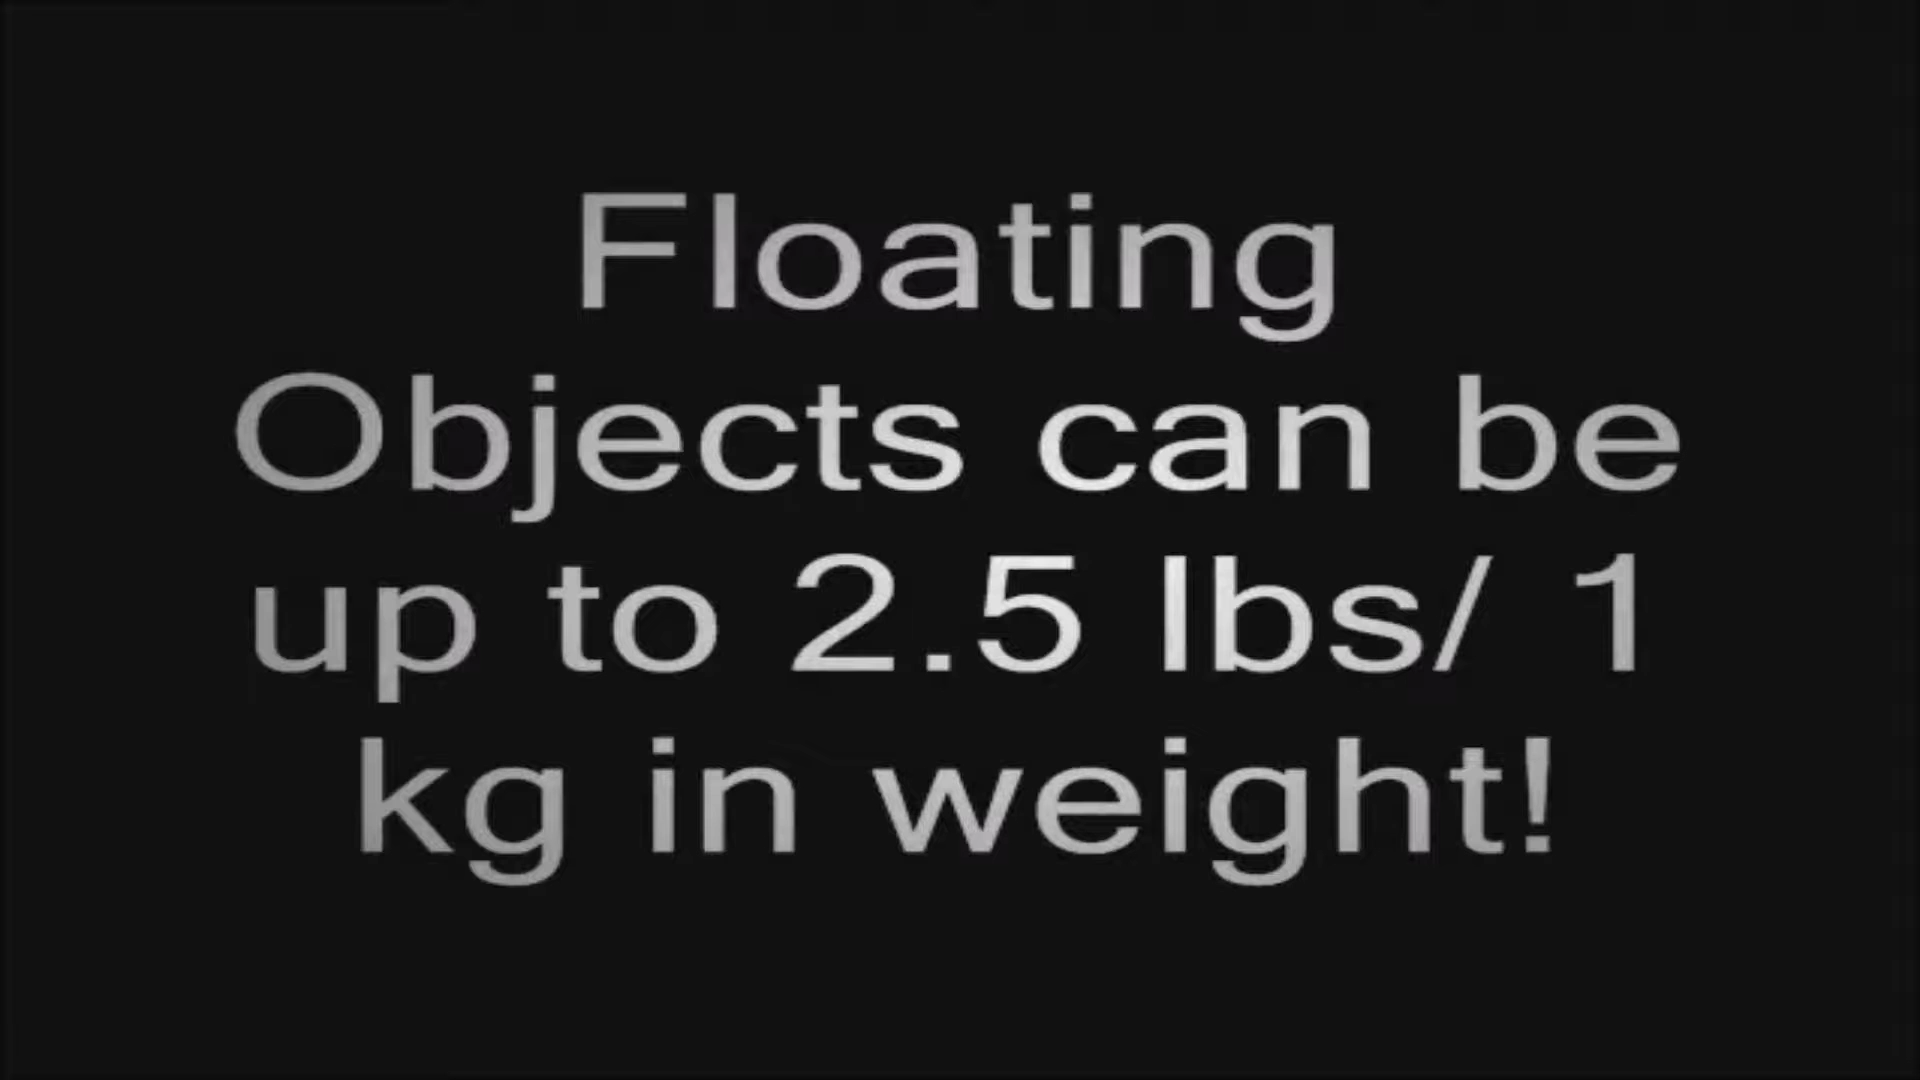 Floating
Objects can be
up to 2.5 lbs/ 1
kg in weight!